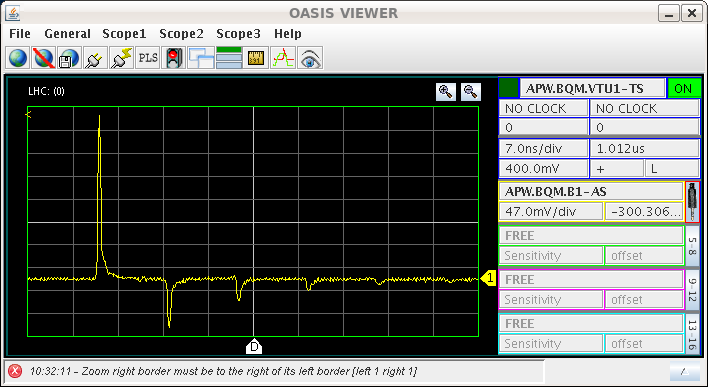 OASIS VIEWER
File General Scope1 Scope2 Scope3 Help
PLS
LHC: (0)
1
D
APW.BQM.VTU1-TS ON
NO CLOCK NO CLOCK
0 0
7.0ns/div 1.012us
400.0mV + L
APW.BQM.B1-AS
47.0mV/div -300.306...
FREE
Sensitivity offset
5-8
FREE
Sensitivity offset
9-12
FREE
Sensitivity offset
13-16
10:32:11 - Zoom right border must be to the right of its left border [left 1 right 1]